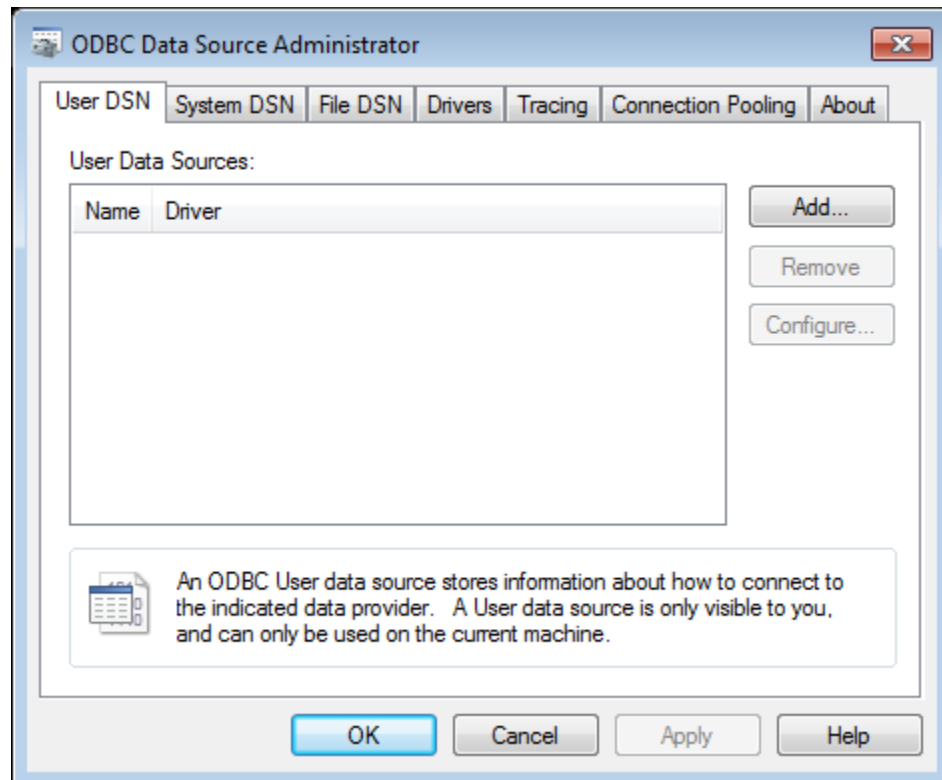 ODBC Data Source Administrator
User DSN System DSN File DSN Drivers Tracing Connection Pooling About
User Data Sources:
Name Driver
Add...
Remove
Configure...
An ODBC User data source stores information about how to connect to
the indicated data provider. A User data source is only visible to you,
and can only be used on the current machine.
OK Cancel Apply Help